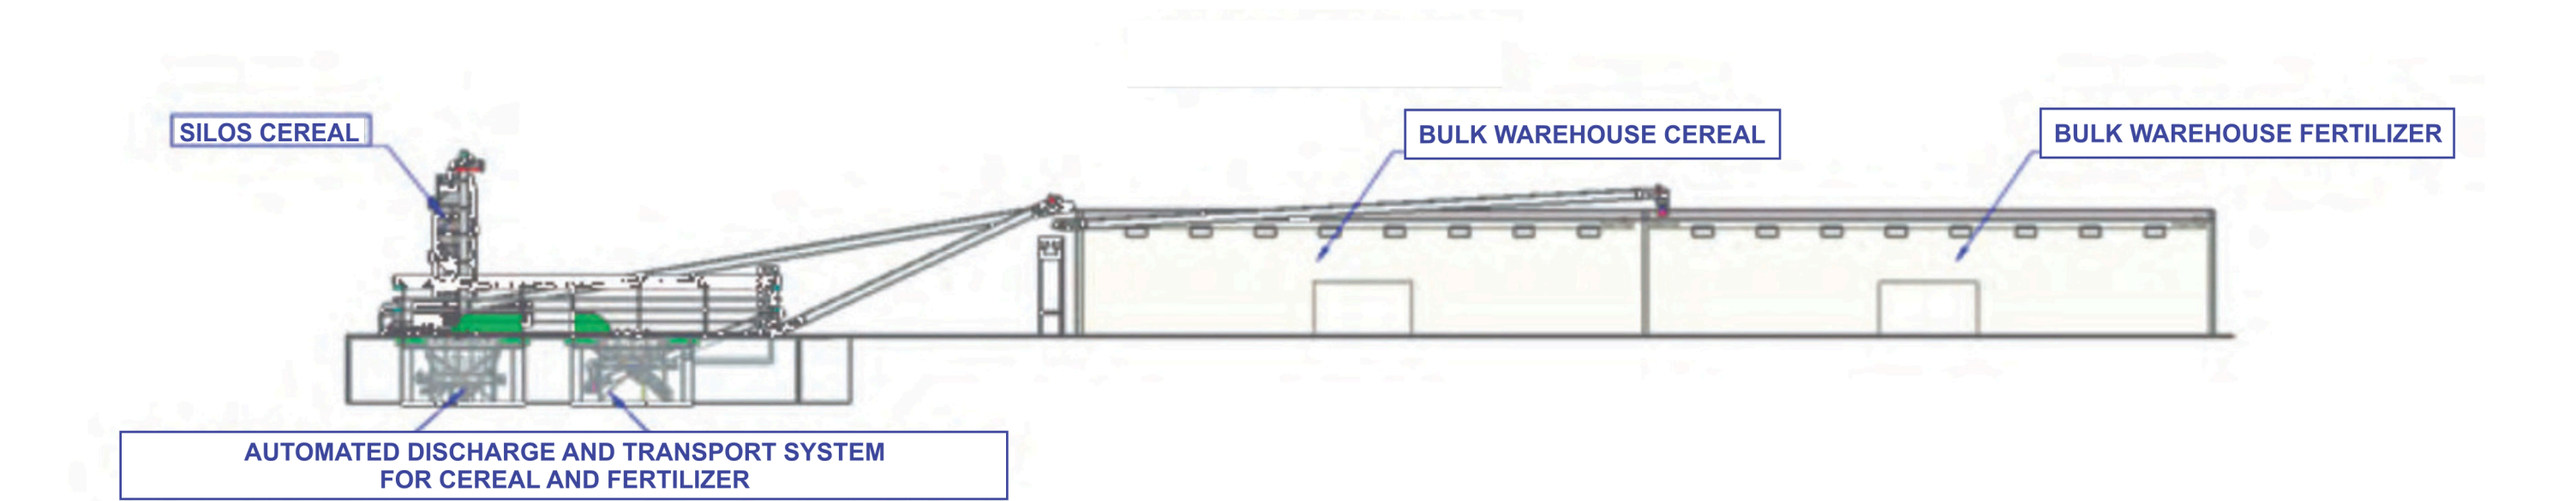 SILOS CEREAL
BULK WAREHOUSE CEREAL
BULK WAREHOUSE FERTILIZER
AUTOMATED DISCHARGE AND TRANSPORT SYSTEM
FOR CEREAL AND FERTILIZER